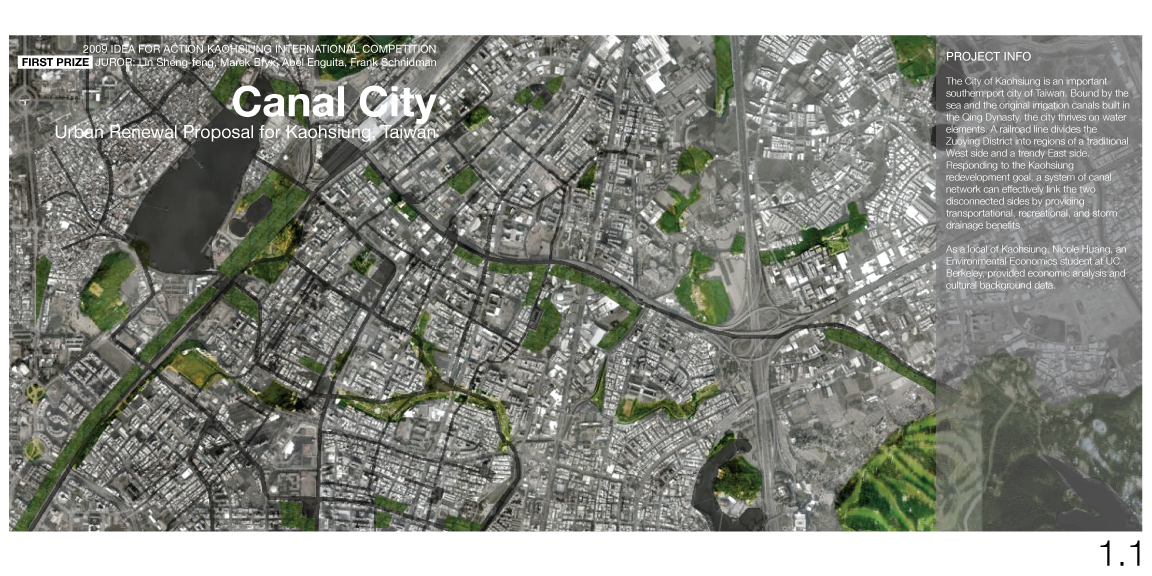 2009 IDEA FOR ACTION KAOHSIUNG INTERNATIONAL COMPETITION
FIRST PRIZE JUROR: Lin Sheng-feng, Marek Bryx, Abel Enguita, Frank Schnidman
Canal City
Urban Renewal Proposal for Kaohsiung, Taiwan
PROJECT INFO
The City of Kaohsiung is an important
southernport city of Taiwan. Bound by the
sea and the original irrigation canals built in
the Qing Dynasty, the city thrives on water
elements. A railroad line divides the
Zuoying District into regions of a traditional
West side and a trendy East side.
Responding to the Kaohsiung
redevelopment goal, a system of canal
network can effectively link the two
disconnected sides by providing
transportational, recreational, and storm
drainage benefits.
As a local of Kaohsiung, Nicole Huang, an
Environmental Economics student at UC
Berkeley, provided economic analysis and
cultural background data.
1.1